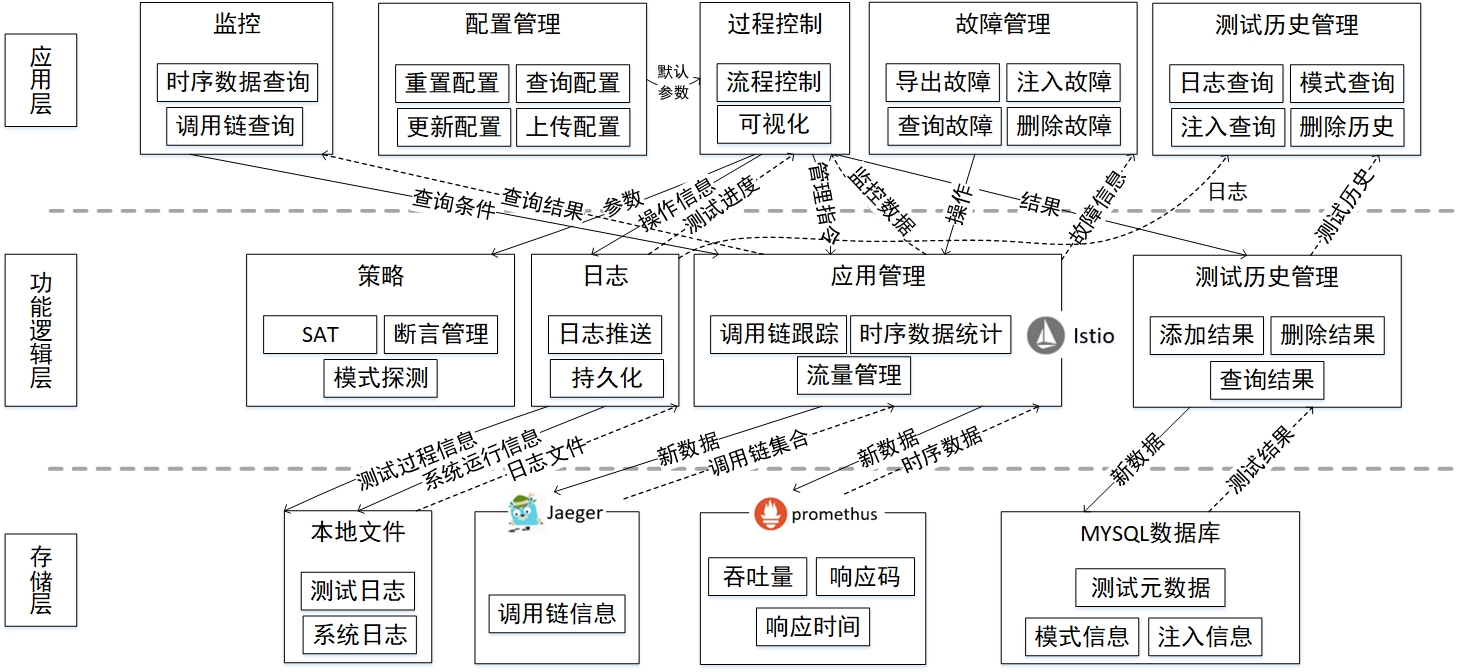 应用层
监控
时序数据查询
调用链查询
配置管理
重置配置
查询配置
更新配置
上传配置
默认
参数
过程控制
流程控制
可视化
故障管理
导出故障
注入故障
查询故障
删除故障
测试历史管理
日志查询
模式查询
注入查询
删除历史
查询条件
查询结果
参数
操作信息
测试进度
管理指令
监控数据
操作
结果
故障信息
日志
测试历史
功能逻辑层
策略
SAT
断言管理
模式探测
日志
日志推送
持久化
应用管理
调用链跟踪
时序数据统计
流量管理
Istio
测试历史管理
添加结果
删除结果
查询结果
测试过程信息
系统运行信息
日志文件
新数据
调用链集合
新数据
时序数据
新数据
测试结果
存储层
本地文件
测试日志
系统日志
Jaeger
调用链信息
promethus
吞吐量
响应码
响应时间
MYSQL数据库
测试元数据
模式信息
注入信息